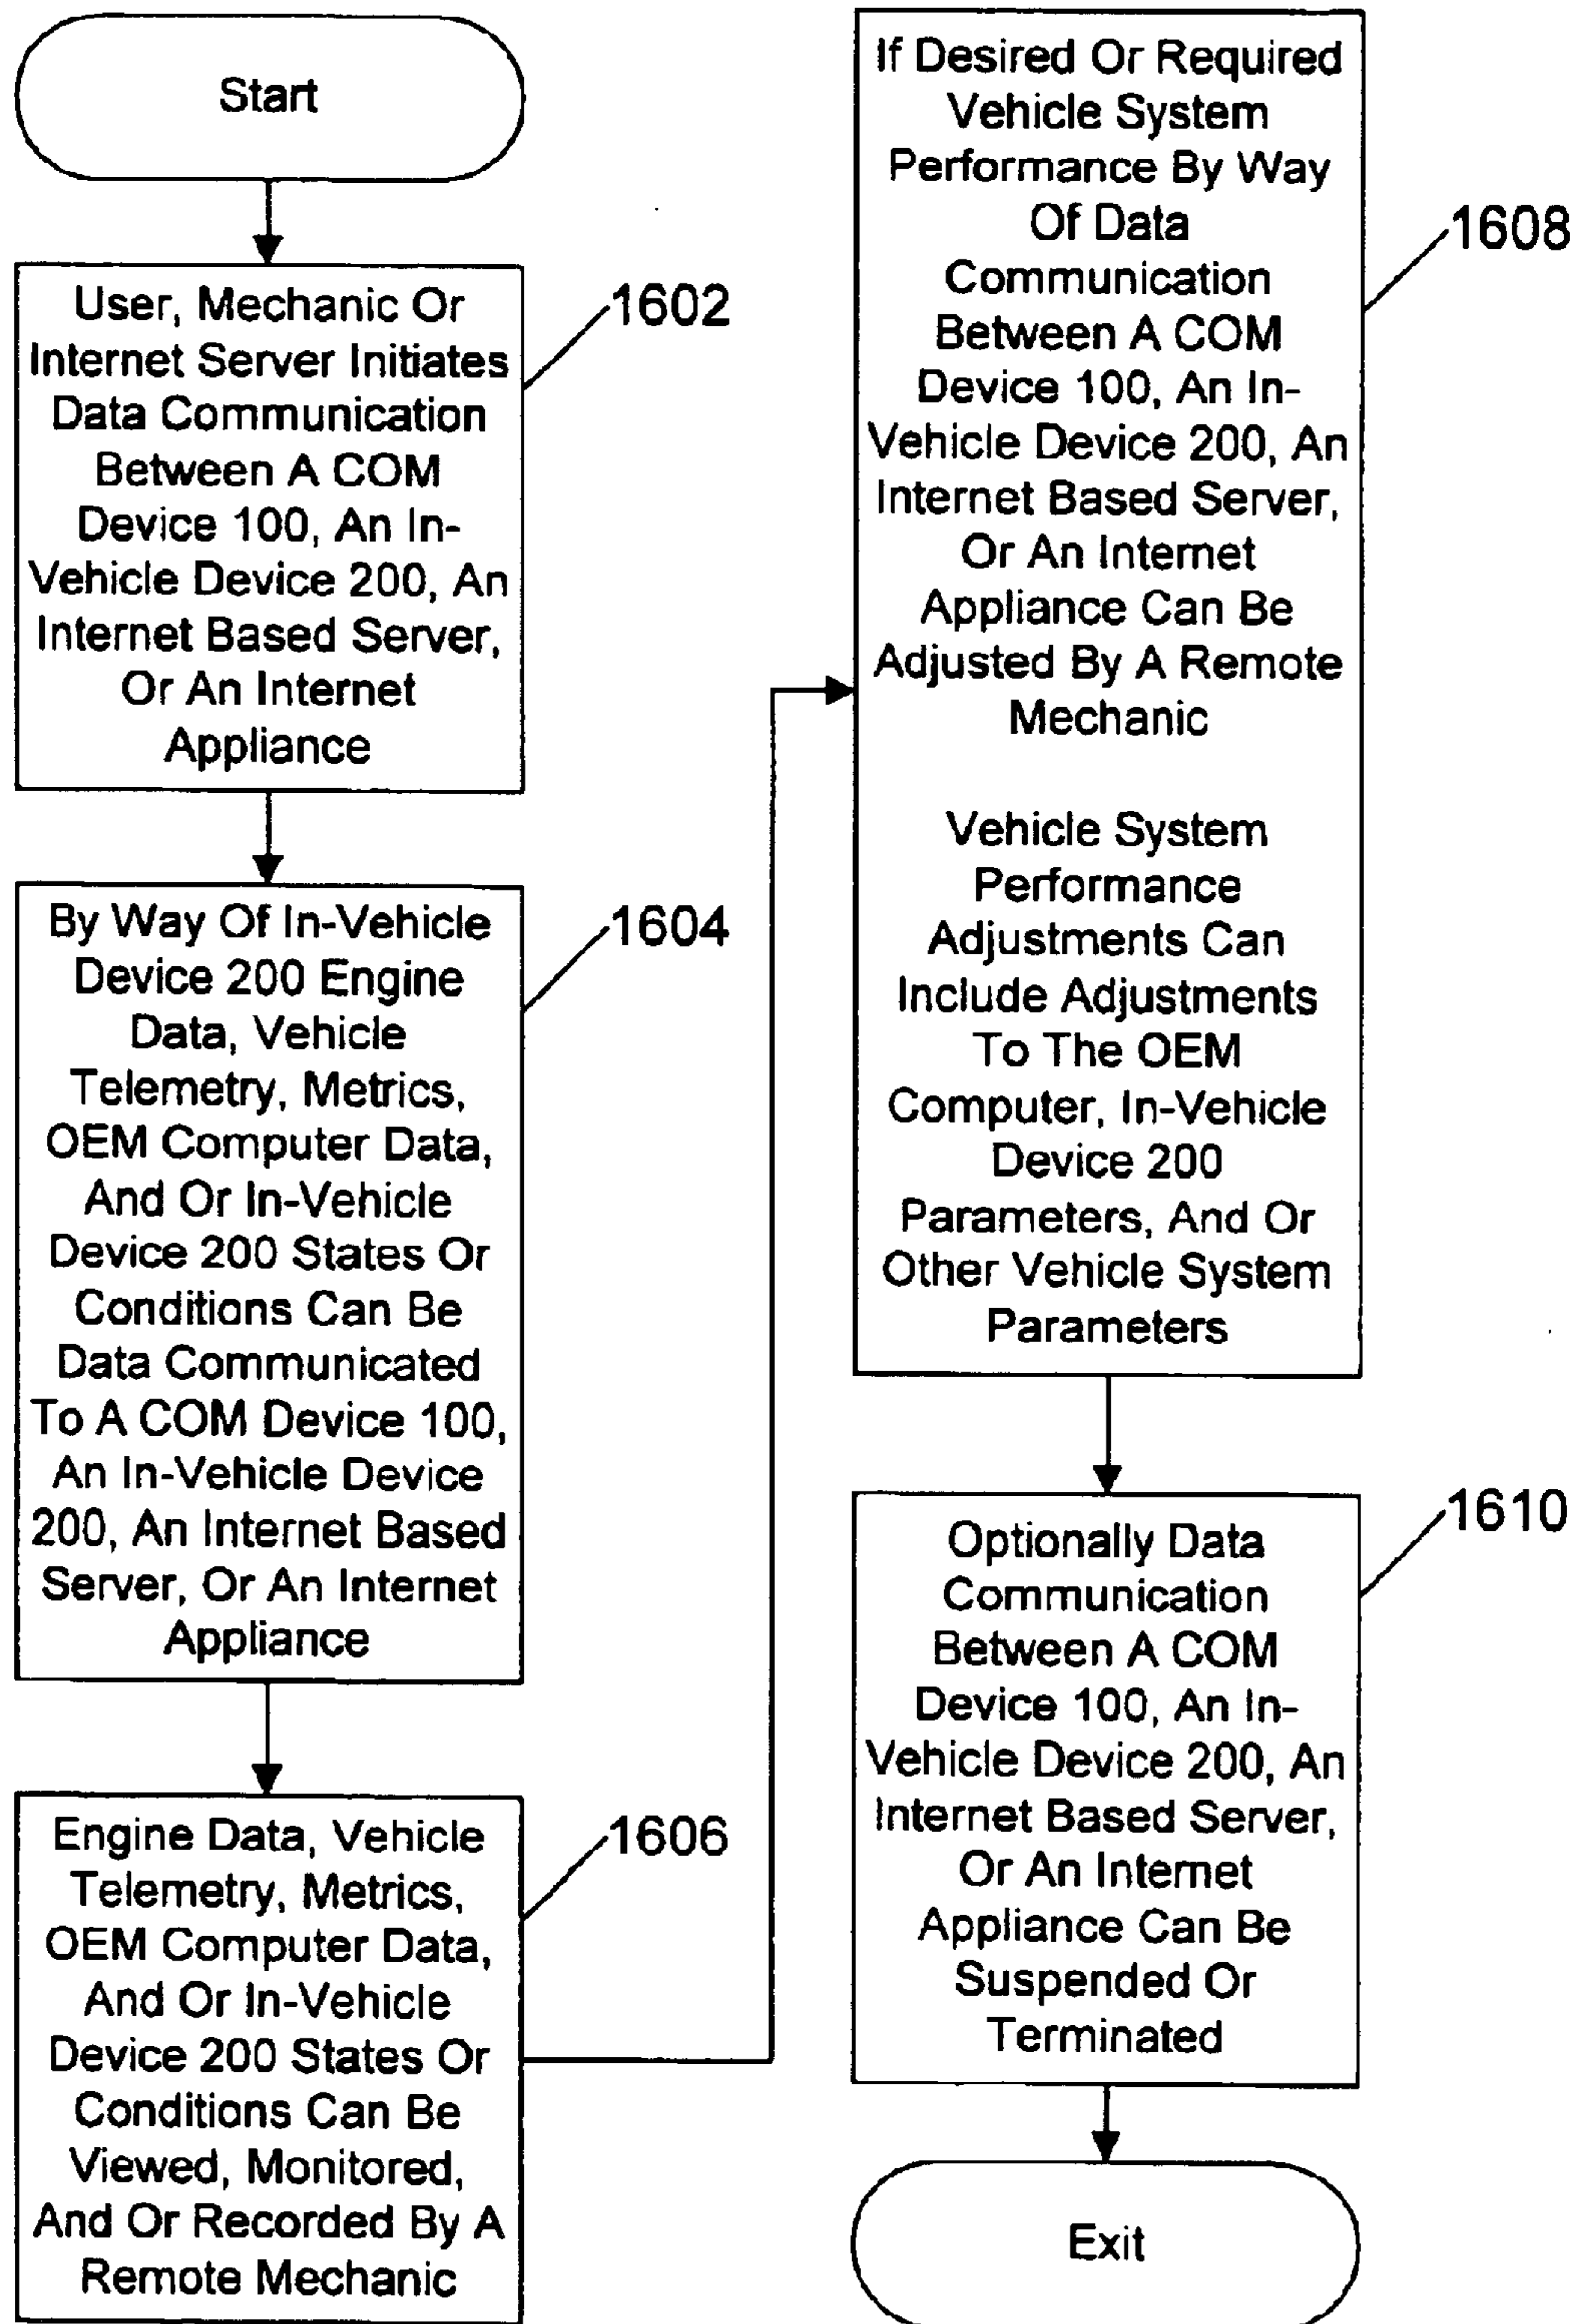 Start
User, Mechanic Or
Internet Server Initiates
Data Communication
Between A COM
Device 100, An In-
Vehicle Device 200, An
Internet Based Server,
Or An Internet
Appliance
1602
By Way Of In-Vehicle
Device 200 Engine
Data, Vehicle
Telemetry, Metrics,
OEM Computer Data,
And Or In-Vehicle
Device 200 States Or
Conditions Can Be
Data Communicated
To A COM Device 100,
An In-Vehicle Device
200, An Internet Based
Server, Or An Internet
Appliance
1604
Engine Data, Vehicle
Telemetry, Metrics,
OEM Computer Data,
And Or In-Vehicle
Device 200 States Or
Conditions Can Be
Viewed, Monitored,
And Or Recorded By A
Remote Mechanic
1606
If Desired Or Required
Vehicle System
Performance By Way
Of Data
Communication
Between A COM
Device 100, An In-
Vehicle Device 200, An
Internet Based Server,
Or An Internet
Appliance Can Be
Adjusted By A Remote
Mechanic
Vehicle System
Performance
Adjustments Can
Include Adjustments
To The OEM
Computer, In-Vehicle
Device 200
Parameters, And Or
Other Vehicle System
Parameters
1608
Optionally Data
Communication
Between A COM
Device 100, An In-
Vehicle Device 200, An
Internet Based Server,
Or An Internet
Appliance Can Be
Suspended Or
Terminated
1610
Exit